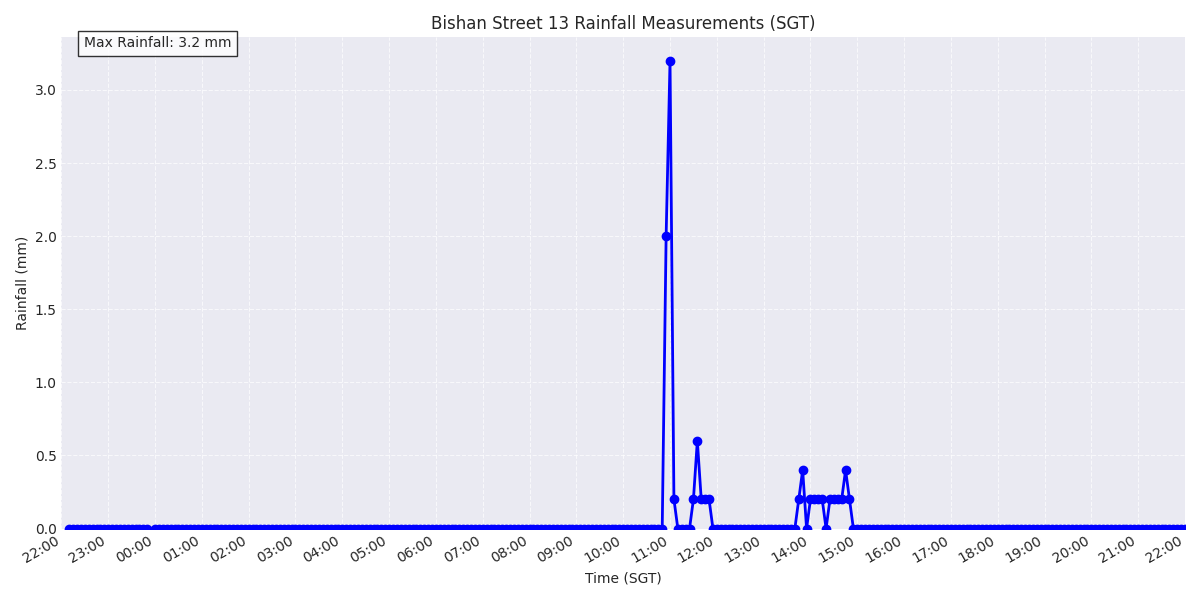 Bishan Street 13 Rainfall Measurements (SGT)
Max Rainfall: 3.2 mm
Rainfall (mm)
3.0
2.5
2.0
1.5
1.0
0.5
0.0
22:00 23:00 00:00 01:00 02:00 03:00 04:00 05:00 06:00 07:00 08:00 09:00 10:00 11:00 12:00 13:00 14:00 15:00 16:00 17:00 18:00 19:00 20:00 21:00 22:00
Time (SGT)